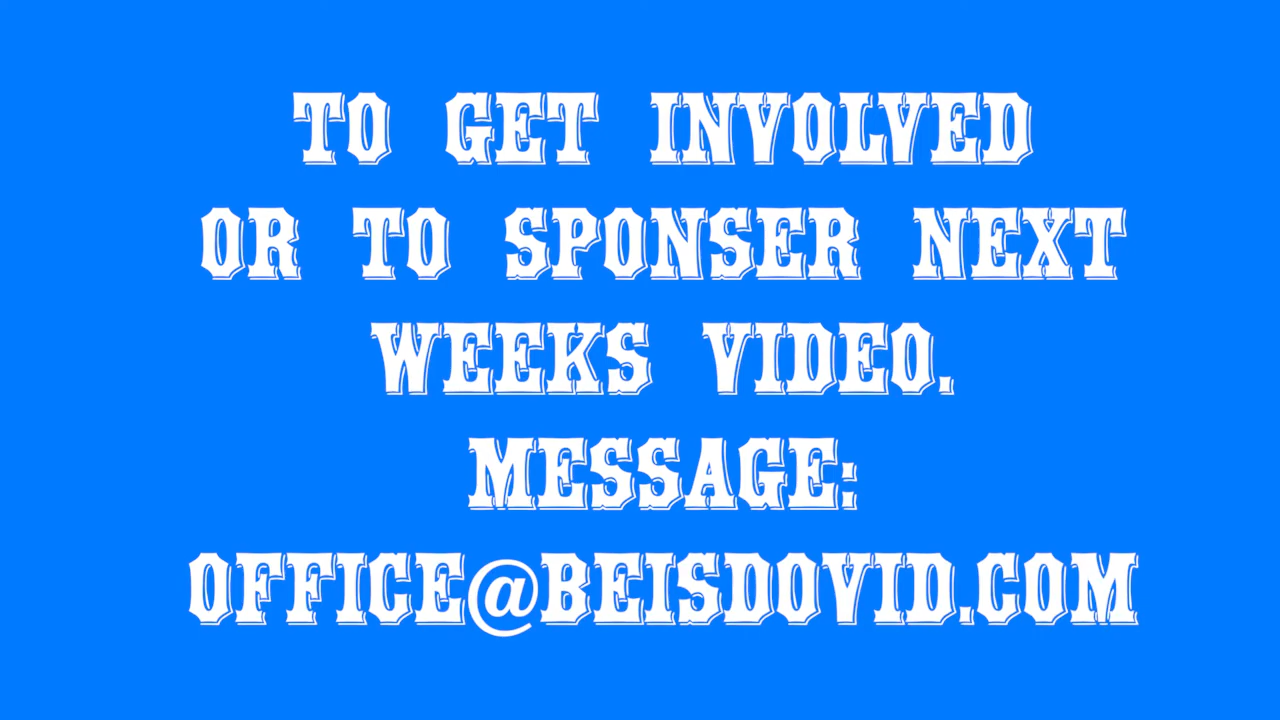 TO GET INVOLVED
OR TO SPONSER NEXT
WEEKS VIDEO.
MESSAGE:
OFFICE@BEISDOVID.COM